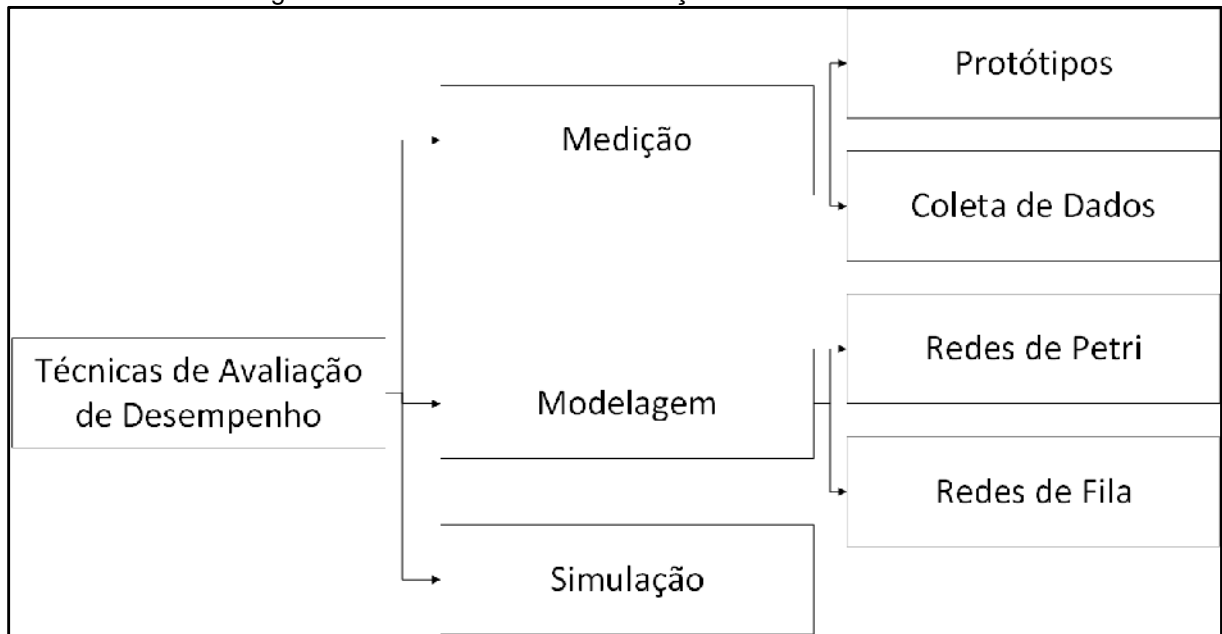 Protótipos
Medição
Coleta de Dados
Técnicas de Avaliação
de Desempenho
Modelagem
Redes de Petri
Redes de Fila
Simulação